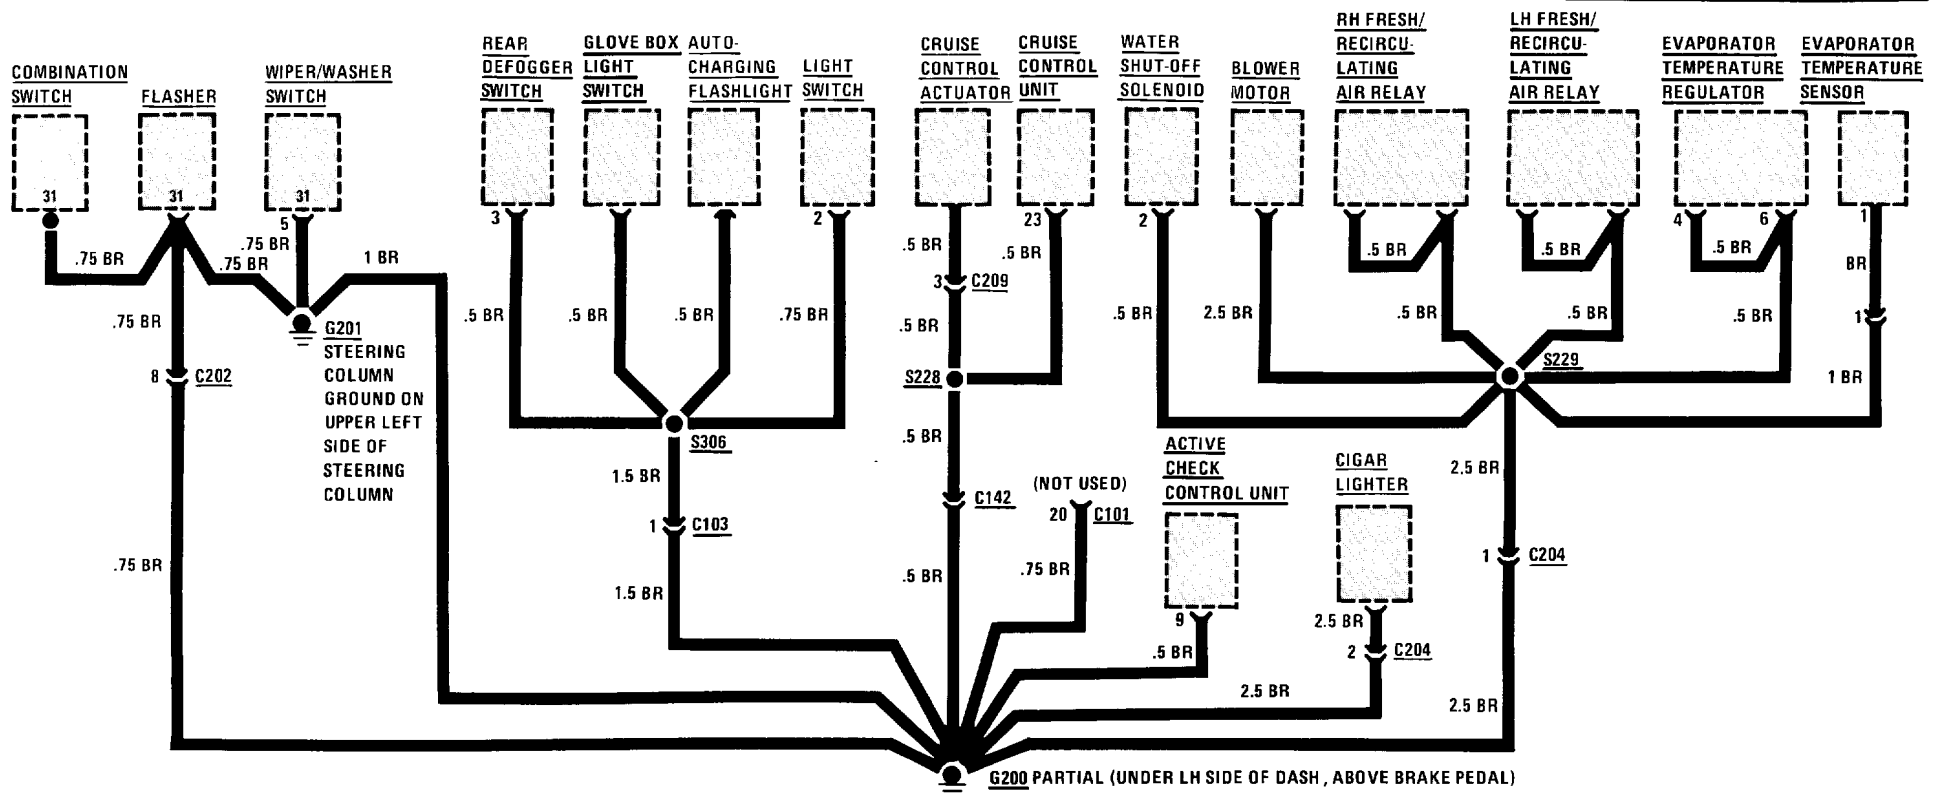 COMBINATION
SWITCH
31
FLASHER
31
WIPER/WASHER
SWITCH
31
5
.75 BR
.75 BR
.75 BR
1 BR
.75 BR
8
C202
.75 BR
G201
STEERING
COLUMN
GROUND ON
UPPER LEFT
SIDE OF
STEERING
COLUMN
REAR
DEFOGGER
SWITCH
3
.5 BR
GLOVE BOX
LIGHT
SWITCH
.5 BR
AUTO-
CHARGING
FLASHLIGHT
.5 BR
LIGHT
SWITCH
2
.75 BR
S306
1.5 BR
1
C103
1.5 BR
CRUISE
CONTROL
ACTUATOR
.5 BR
3
C209
.5 BR
CRUISE
CONTROL
UNIT
23
.5 BR
S228
.5 BR
C142
.5 BR
(NOT USED)
20
C101
.75 BR
WATER
SHUT-OFF
SOLENOID
2
.5 BR
BLOWER
MOTOR
2.5 BR
RH FRESH/
RECIRCU-
LATING
AIR RELAY
.5 BR
.5 BR
LH FRESH/
RECIRCU-
LATING
AIR RELAY
.5 BR
.5 BR
EVAPORATOR
TEMPERATURE
REGULATOR
4
6
.5 BR
.5 BR
EVAPORATOR
TEMPERATURE
SENSOR
1
BR
1
1 BR
S229
2.5 BR
1
C204
2.5 BR
ACTIVE
CHECK
CONTROL UNIT
9
.5 BR
CIGAR
LIGHTER
2.5 BR
2
C204
2.5 BR
G200 PARTIAL (UNDER LH SIDE OF DASH, ABOVE BRAKE PEDAL)